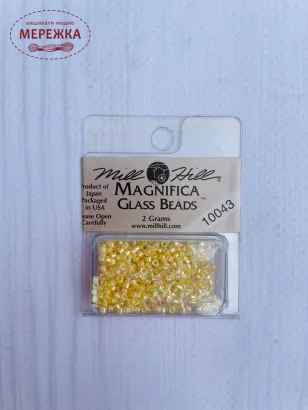 вишивати модно
МЕРЕЖКА
Mill Hill®
Product of
Japan
Packaged
in USA
Please Open
Carefully
MAGNIFICA™
GLASS BEADS
2 Grams
www.millhill.com
10043